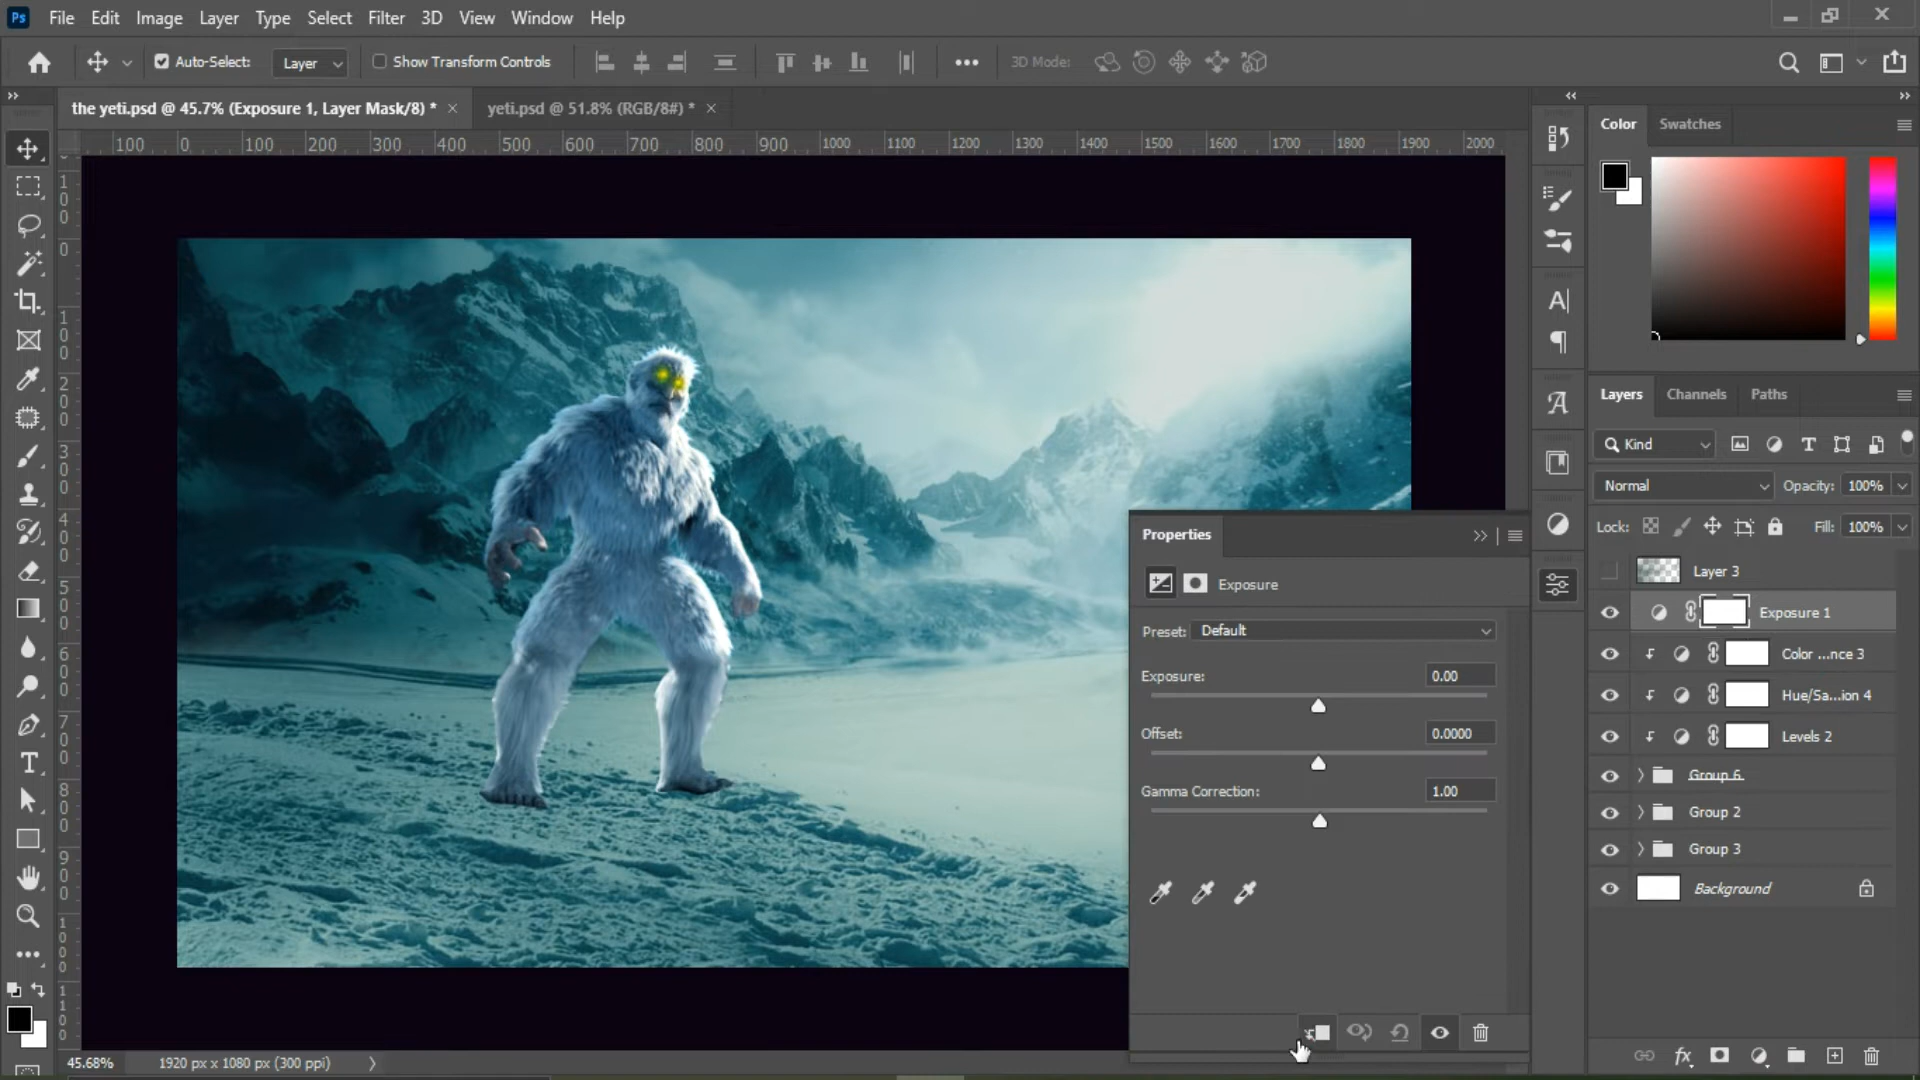 Ps File Edit Image Layer Type Select Filter 3D View Window Help
Auto-Select: Layer Show Transform Controls 3D Mode:
the yeti.psd @ 45.7% (Exposure 1, Layer Mask/8) * yeti.psd @ 51.8% (RGB/8#) *
100 0 100 200 300 400 500 600 700 800 900 1000 1100 1200 1300 1400 1500 1600 1700 1800 1900 2000
Color Swatches
Layers Channels Paths
Kind
Normal Opacity: 100%
Lock: Fill: 100%
Layer 3
Exposure 1
Color ...nce 3
Hue/Sa...ion 4
Levels 2
Group 6
Group 2
Group 3
Background
Properties
Exposure
Preset: Default
Exposure: 0.00
Offset: 0.0000
Gamma Correction: 1.00
45.68% 1920 px x 1080 px (300 ppi)